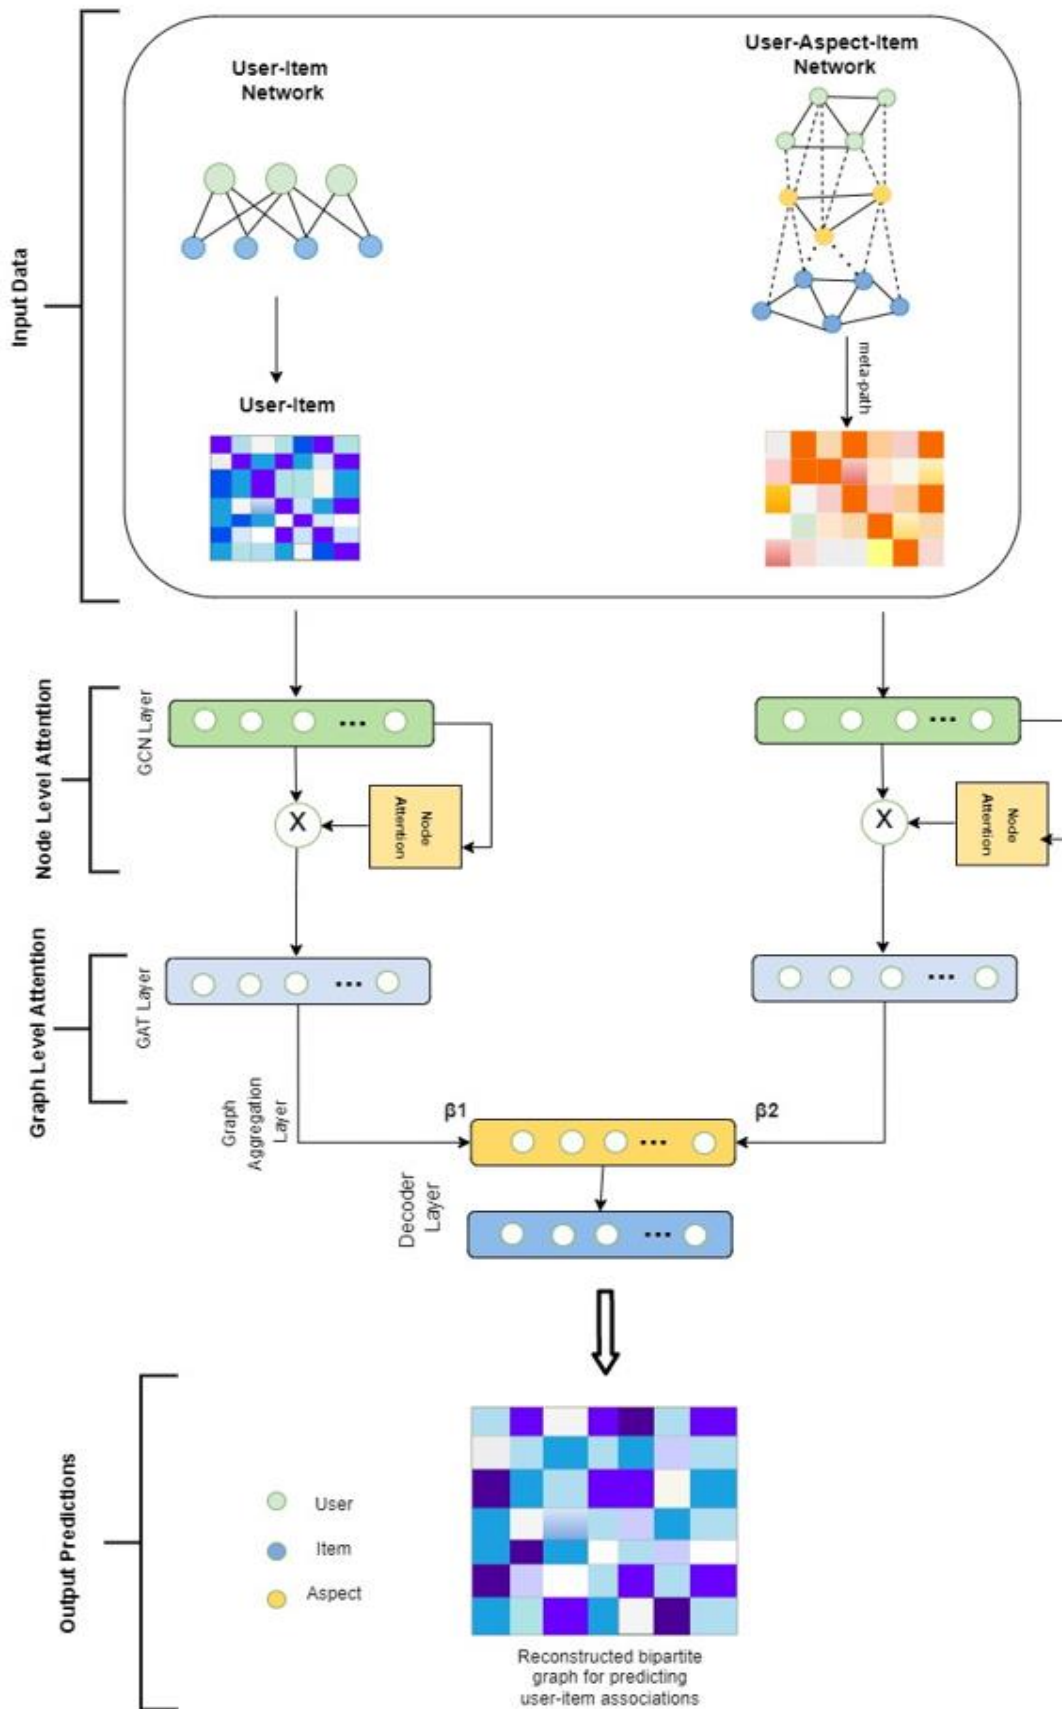 User-Item
Network
User-Aspect-Item
Network
Input Data
meta-path
User-Item
Node Level Attention
GCN Layer
X
Node
Attention
X
Node
Attention
Graph Level Attention
GAT Layer
Graph
Aggregation
Layer
β1
β2
Decoder
Layer
Output Predictions
User
Item
Aspect
Reconstructed bipartite
graph for predicting
user-item associations